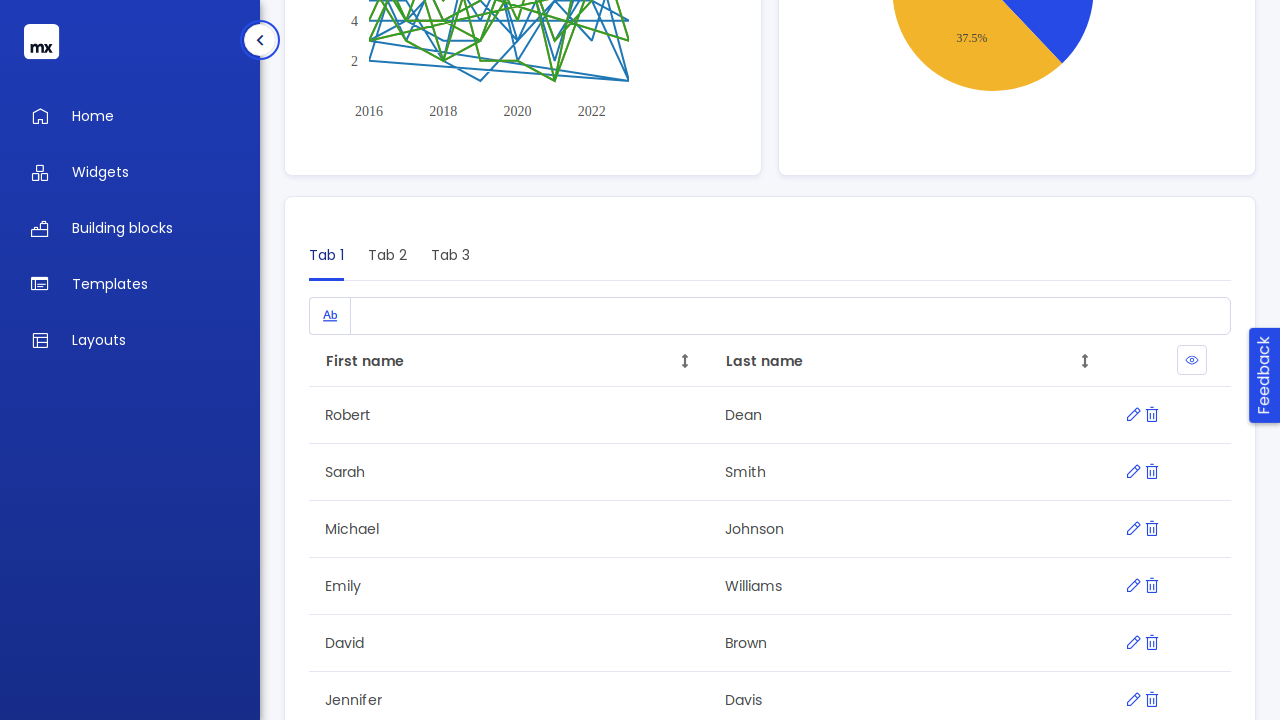 mx
Home
Widgets
Building blocks
Templates
Layouts
4
2
2016 2018 2020 2022
37.5%
Tab 1 Tab 2 Tab 3
Ab
First name Last name
Robert Dean
Sarah Smith
Michael Johnson
Emily Williams
David Brown
Jennifer Davis
Feedback